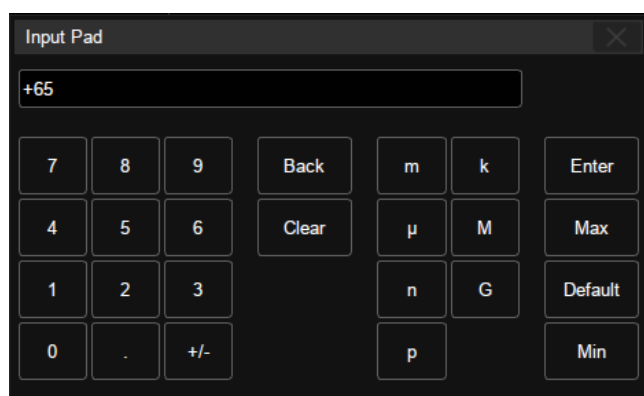 Input Pad
+65
7 8 9 Back m k Enter
4 5 6 Clear µ M Max
1 2 3 n G Default
0 . +/- p Min